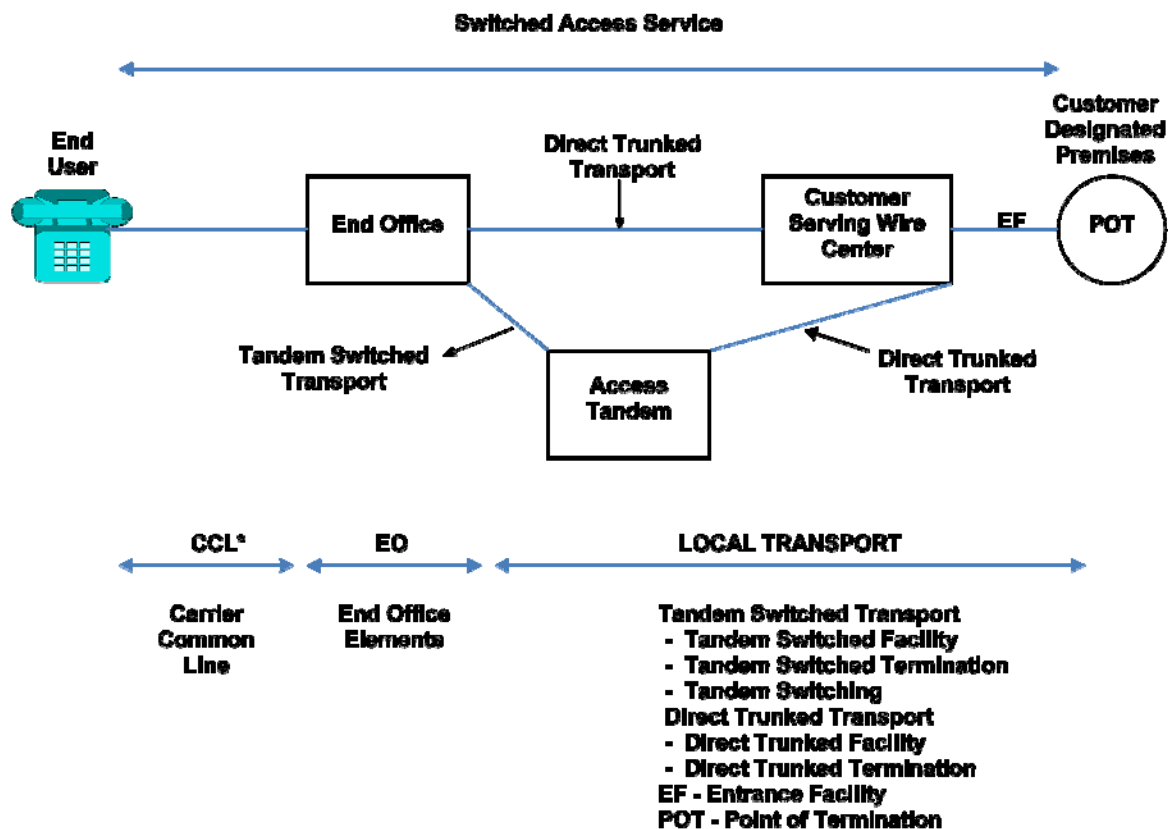 Switched Access Service
End
User
Direct Trunked
Transport
Customer
Designated
Premises
End Office
Customer
Serving Wire
Center
EF
POT
Tandem Switched
Transport
Access
Tandem
Direct Trunked
Transport
CCL*
EO
LOCAL TRANSPORT
Carrier
Common
Line
End Office
Elements
Tandem Switched Transport
- Tandem Switched Facility
- Tandem Switched Termination
- Tandem Switching
Direct Trunked Transport
- Direct Trunked Facility
- Direct Trunked Termination
EF - Entrance Facility
POT - Point of Termination